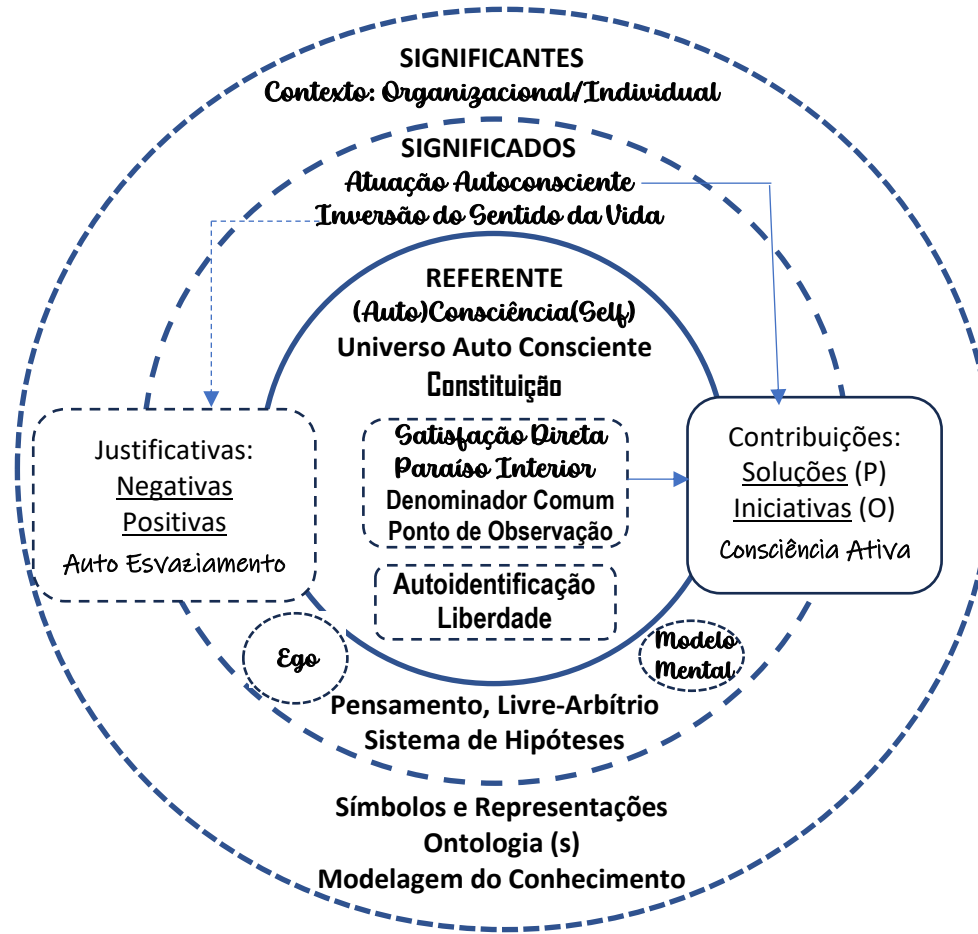 SIGNIFICANTES
Contexto: Organizacional/Individual
SIGNIFICADOS
Atuação Autoconsciente
Inversão do Sentido da Vida
REFERENTE
(Auto)Consciência(Self)
Universo Auto Consciente
Constituição
Satisfação Direta
Paraíso Interior
Denominador Comum
Ponto de Observação
Autoidentificação
Liberdade
Justificativas:
Negativas
Positivas
Auto Esvaziamento
Contribuições:
Soluções (P)
Iniciativas (O)
Consciência Ativa
Ego
Modelo
Mental
Pensamento, Livre-Arbítrio
Sistema de Hipóteses
Símbolos e Representações
Ontologia (s)
Modelagem do Conhecimento